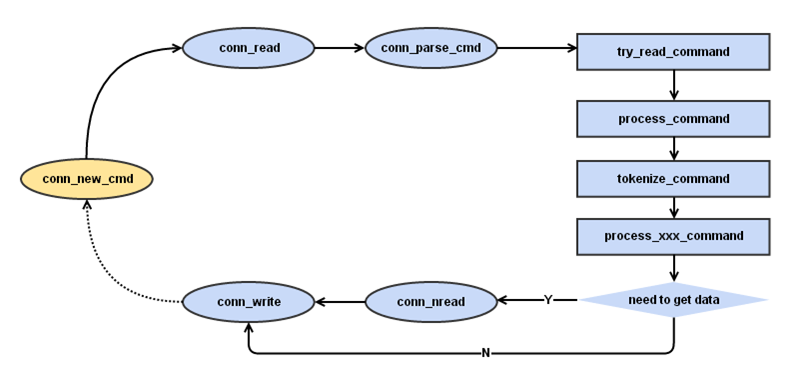 conn_read
conn_parse_cmd
try_read_command
process_command
conn_new_cmd
tokenize_command
process_xxx_command
conn_write
conn_nread
Y
need to get data
N